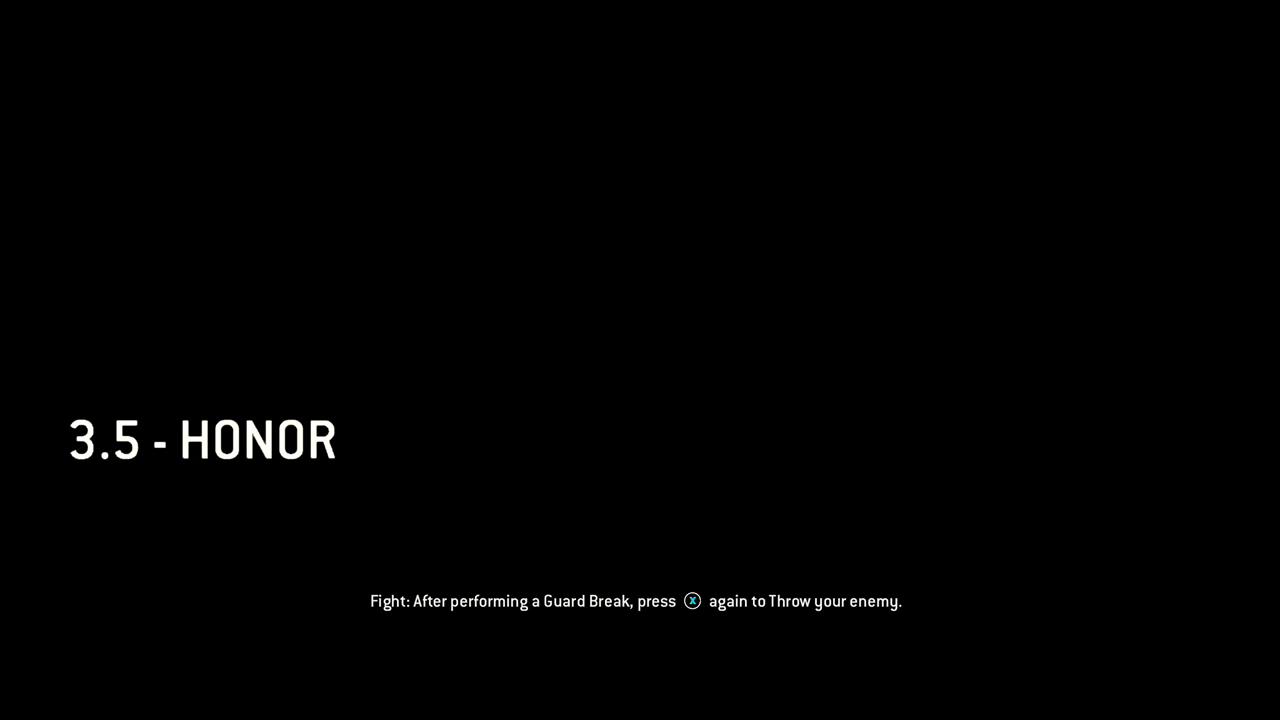 3.5 - HONOR
Fight: After performing a Guard Break, press X again to Throw your enemy.